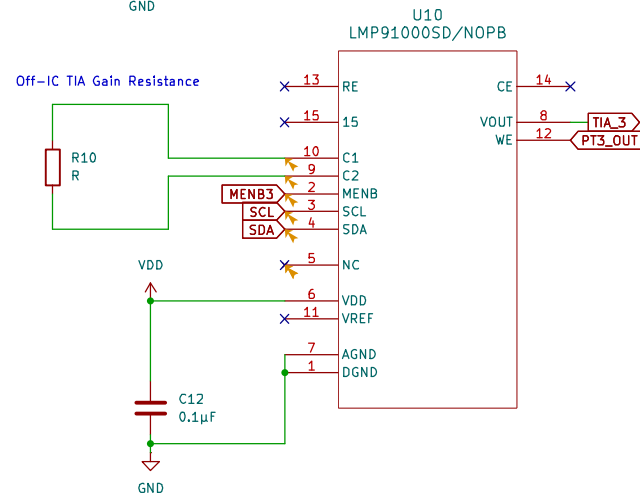 GND
U10
LMP91000SD/NOPB
Off-IC TIA Gain Resistance
13 RE CE 14
15 15 VOUT 8 TIA_3
WE 12 PT3_OUT
10 C1
R10
R
9 C2
MENB3 2 MENB
SCL 3 SCL
SDA 4 SDA
VDD 5 NC
6 VDD
11 VREF
7 AGND
1 DGND
C12
0.1µF
GND